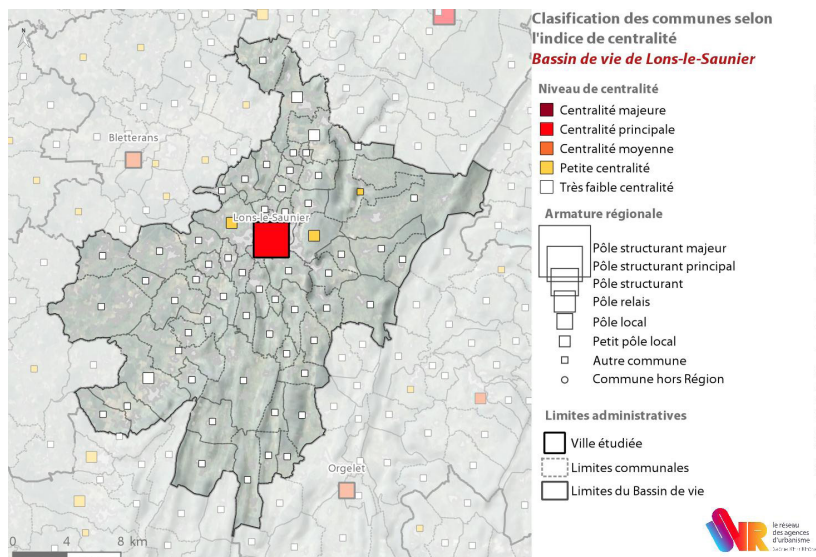 Clasification des communes selon
l'indice de centralité
Bassin de vie de Lons-le-Saunier
Niveau de centralité
Centralité majeure
Centralité principale
Centralité moyenne
Petite centralité
Très faible centralité
Armature régionale
Pôle structurant majeur
Pôle structurant principal
Pôle structurant
Pôle relais
Pôle local
Petit pôle local
Autre commune
Commune hors Région
Limites administratives
Ville étudiée
Limites communales
Limites du Bassin de vie
N
Bletterans
Lons-le-Saunier
Orgelet
0 4 8 km
le réseau
des agences
d'urbanisme